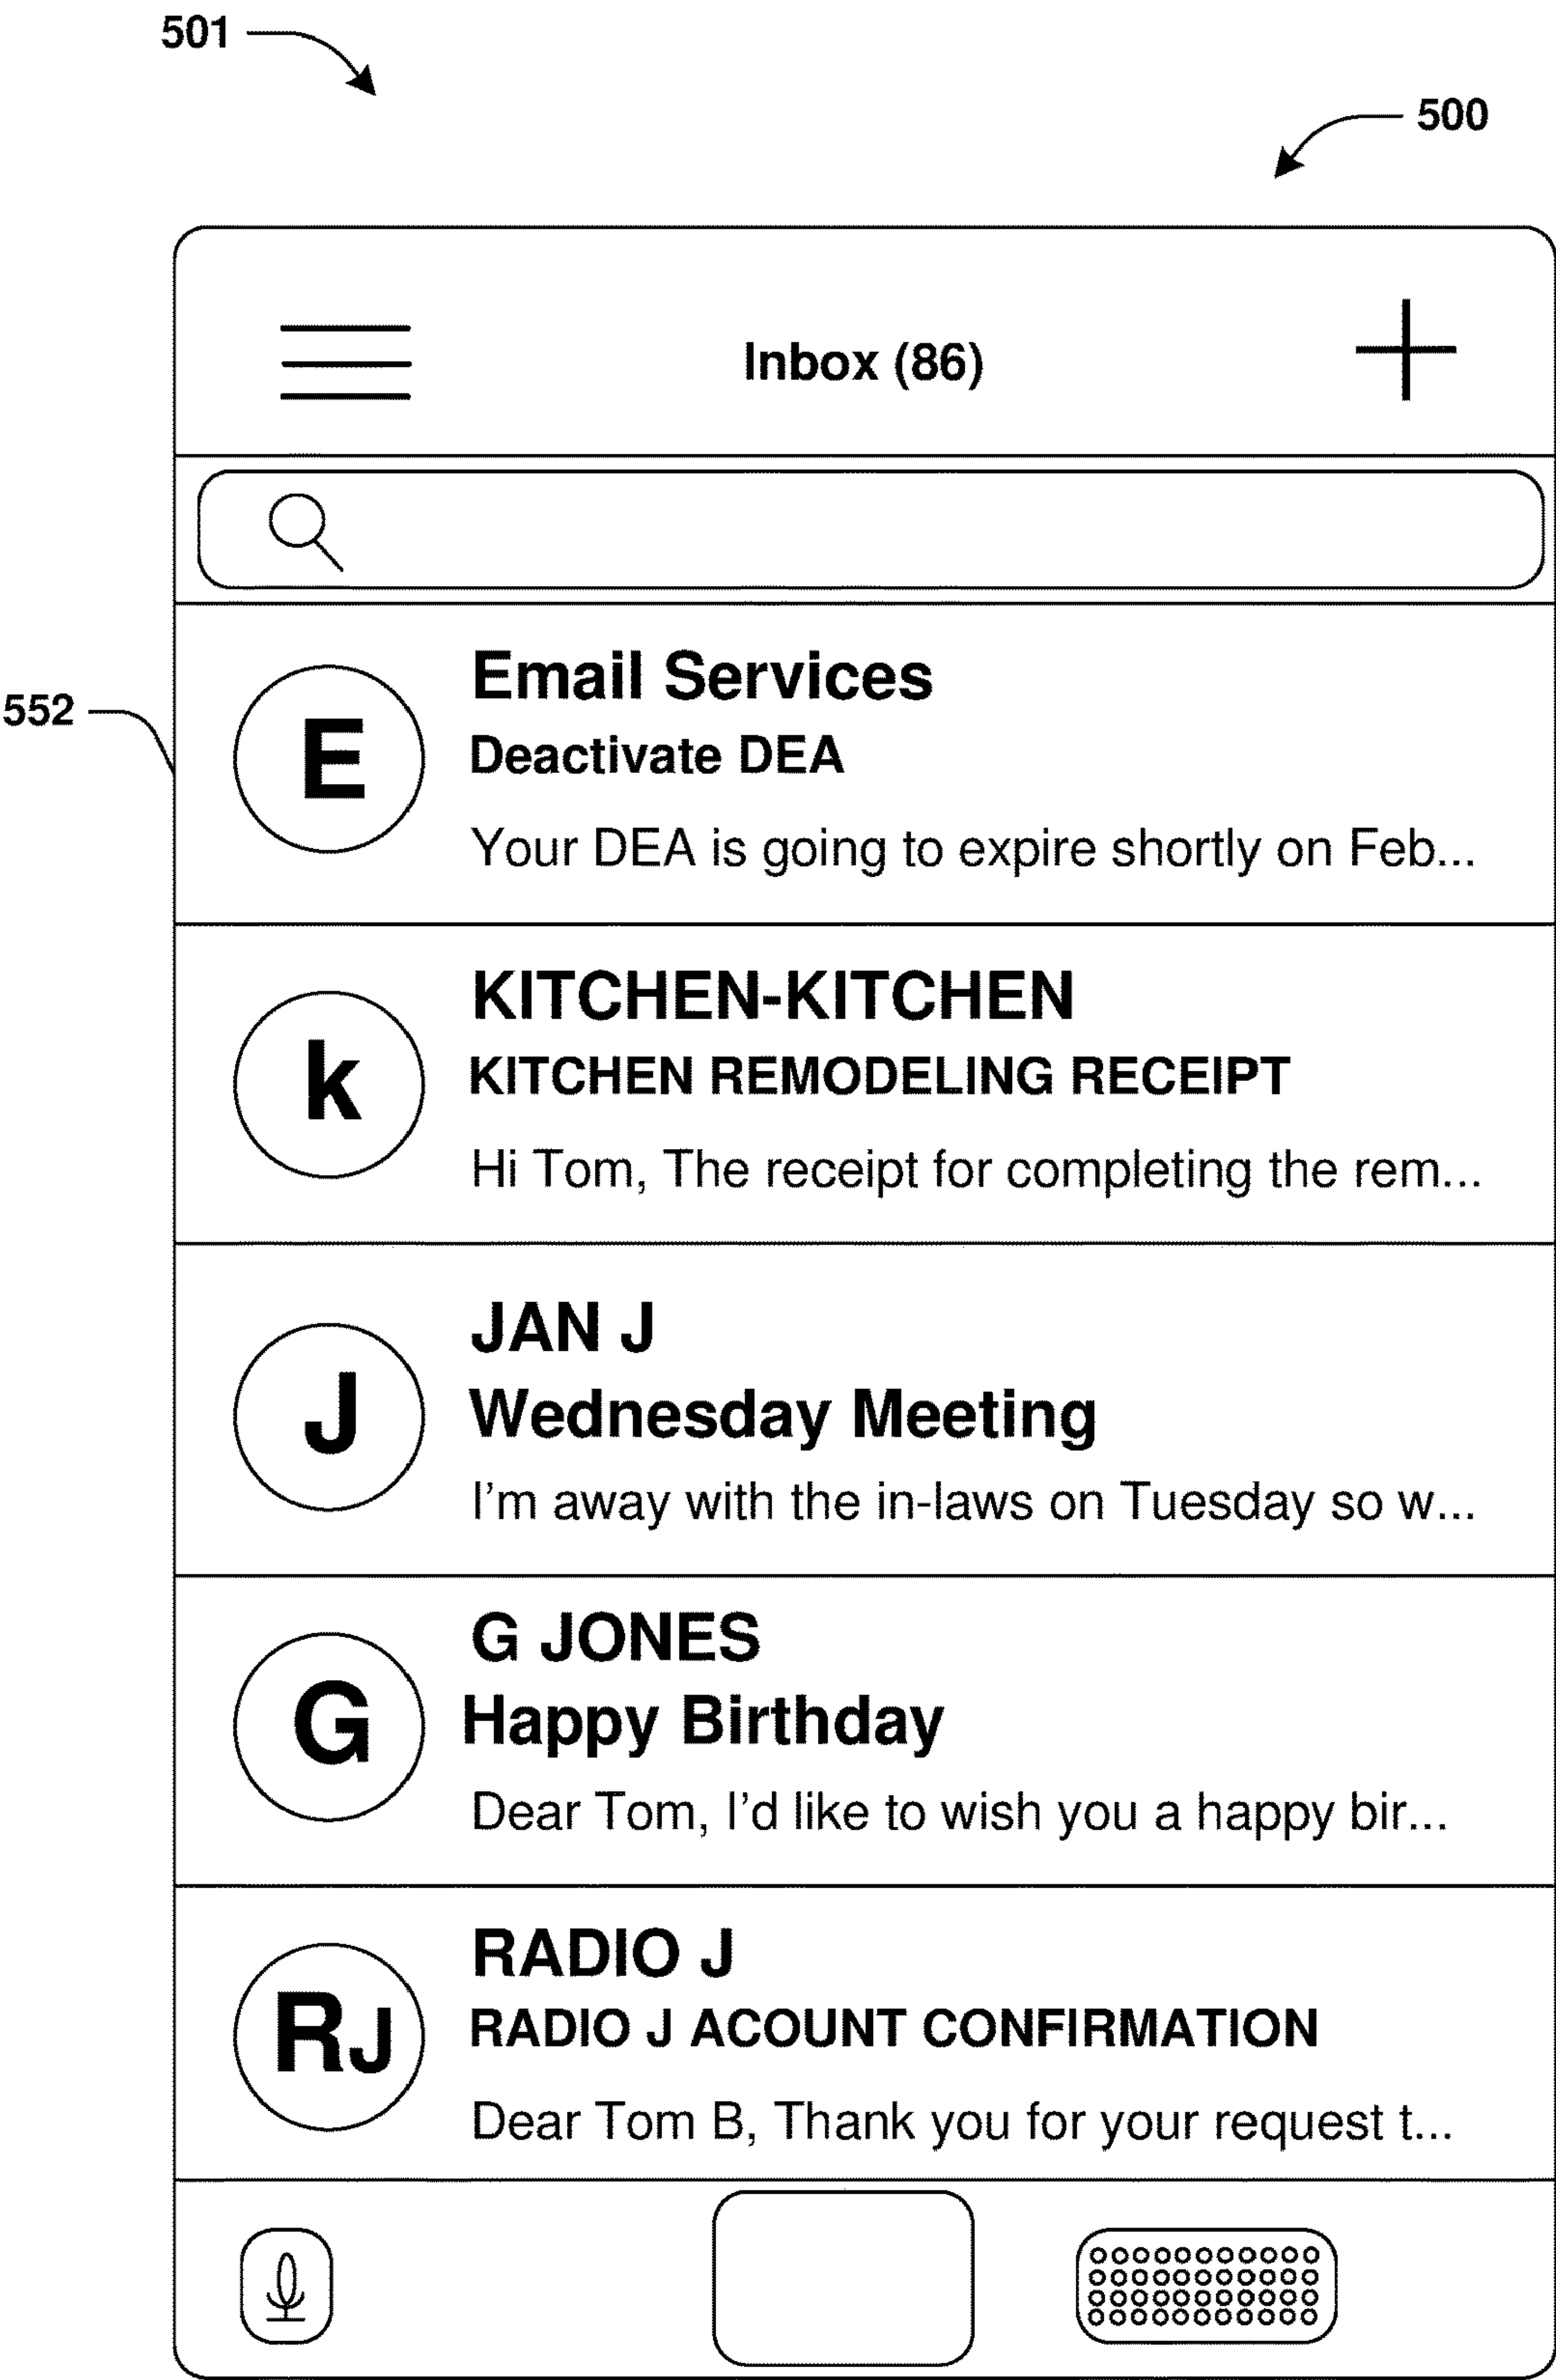 501
500
Inbox (86)
552
E
Email Services
Deactivate DEA
Your DEA is going to expire shortly on Feb...
k
KITCHEN-KITCHEN
KITCHEN REMODELING RECEIPT
Hi Tom, The receipt for completing the rem...
J
JAN J
Wednesday Meeting
I'm away with the in-laws on Tuesday so w...
G
G JONES
Happy Birthday
Dear Tom, I'd like to wish you a happy bir...
RJ
RADIO J
RADIO J ACOUNT CONFIRMATION
Dear Tom B, Thank you for your request t...